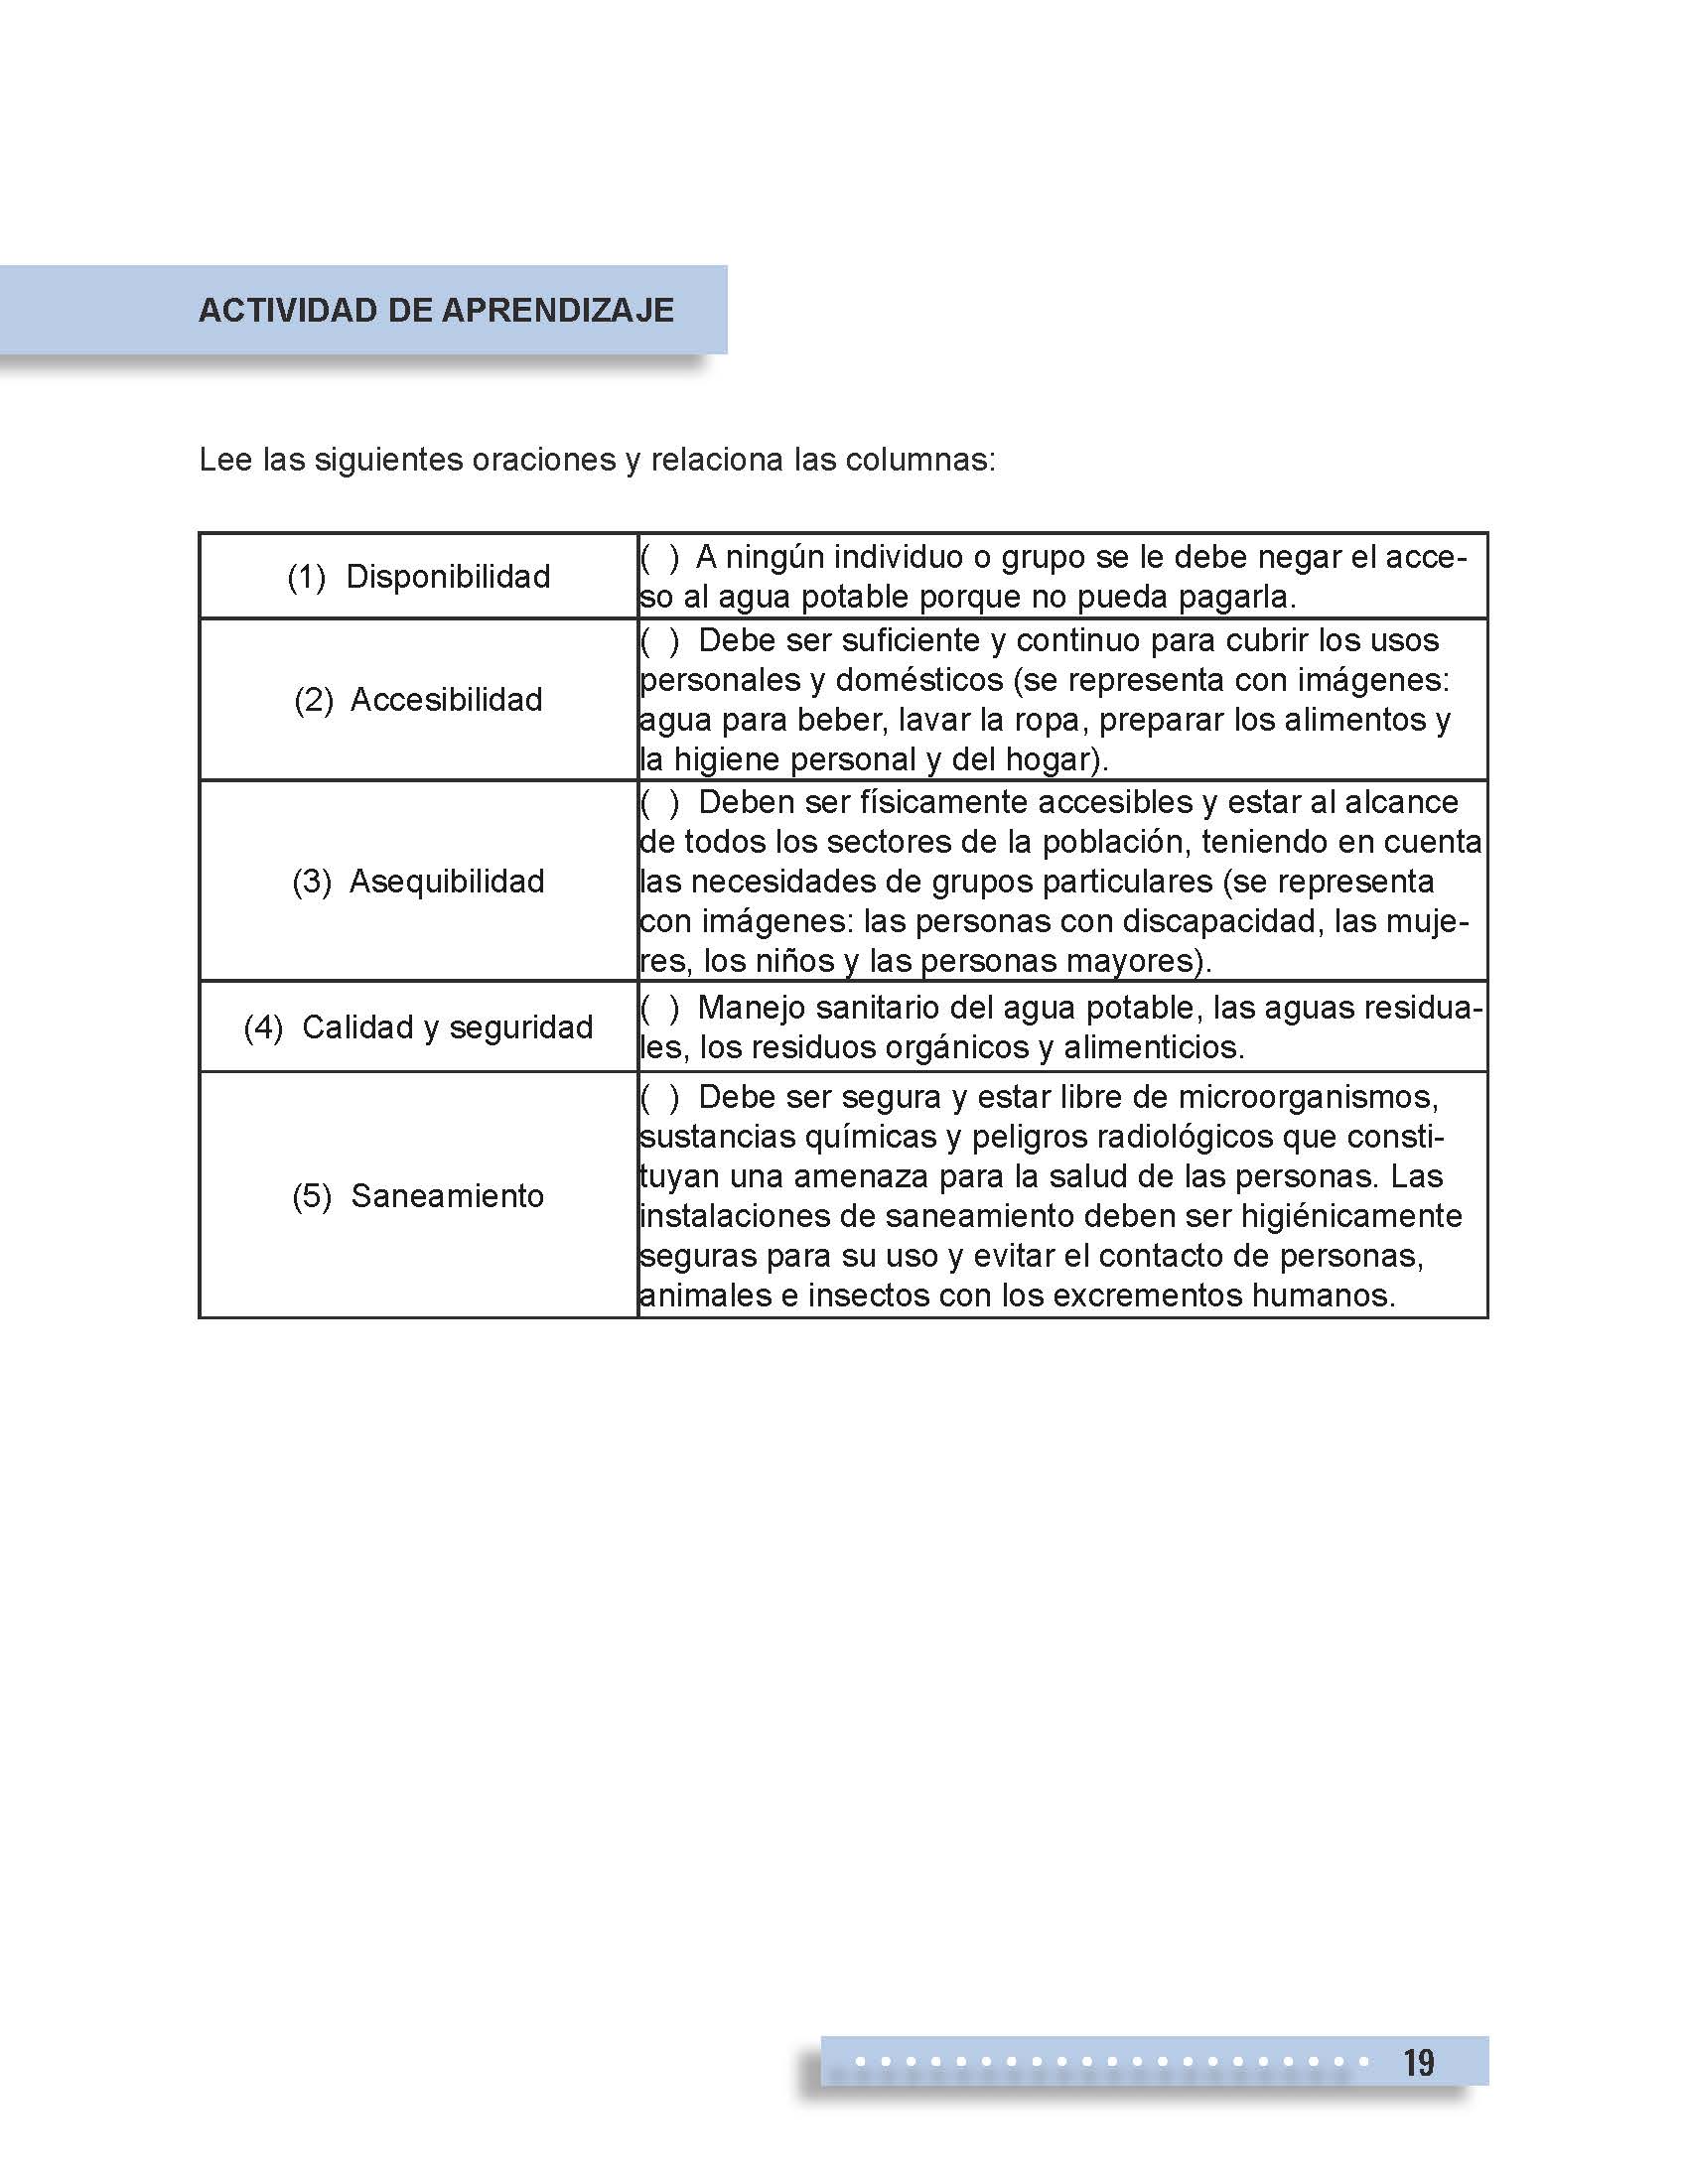 ACTIVIDAD DE APRENDIZAJE
Lee las siguientes oraciones y relaciona las columnas:
(1) Disponibilidad
( ) A ningún individuo o grupo se le debe negar el acce-
so al agua potable porque no pueda pagarla.
(2) Accesibilidad
( ) Debe ser suficiente y continuo para cubrir los usos
personales y domésticos (se representa con imágenes:
agua para beber, lavar la ropa, preparar los alimentos y
la higiene personal y del hogar).
(3) Asequibilidad
( ) Deben ser físicamente accesibles y estar al alcance
de todos los sectores de la población, teniendo en cuenta
las necesidades de grupos particulares (se representa
con imágenes: las personas con discapacidad, las muje-
res, los niños y las personas mayores).
(4) Calidad y seguridad
( ) Manejo sanitario del agua potable, las aguas residua-
les, los residuos orgánicos y alimenticios.
(5) Saneamiento
( ) Debe ser segura y estar libre de microorganismos,
sustancias químicas y peligros radiológicos que consti-
tuyan una amenaza para la salud de las personas. Las
instalaciones de saneamiento deben ser higiénicamente
seguras para su uso y evitar el contacto de personas,
animales e insectos con los excrementos humanos.
19